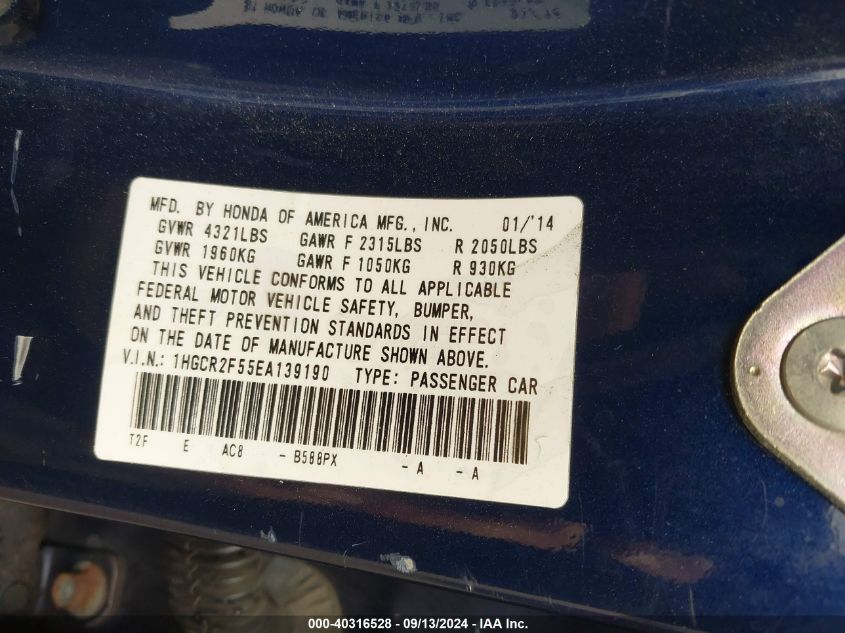 MFD. BY HONDA OF AMERICA MFG., INC. 01/'14
GVWR 4321LBS GAWR F 2315LBS R 2050LBS
GVWR 1960KG GAWR F 1050KG R 930KG
THIS VEHICLE CONFORMS TO ALL APPLICABLE
FEDERAL MOTOR VEHICLE SAFETY, BUMPER,
AND THEFT PREVENTION STANDARDS IN EFFECT
ON THE DATE OF MANUFACTURE SHOWN ABOVE.
V.I.N.: 1HGCR2F55EA139190 TYPE: PASSENGER CAR
T2F E AC8 - B588PX - A - A
000-40316528 - 09/13/2024 - IAA Inc.